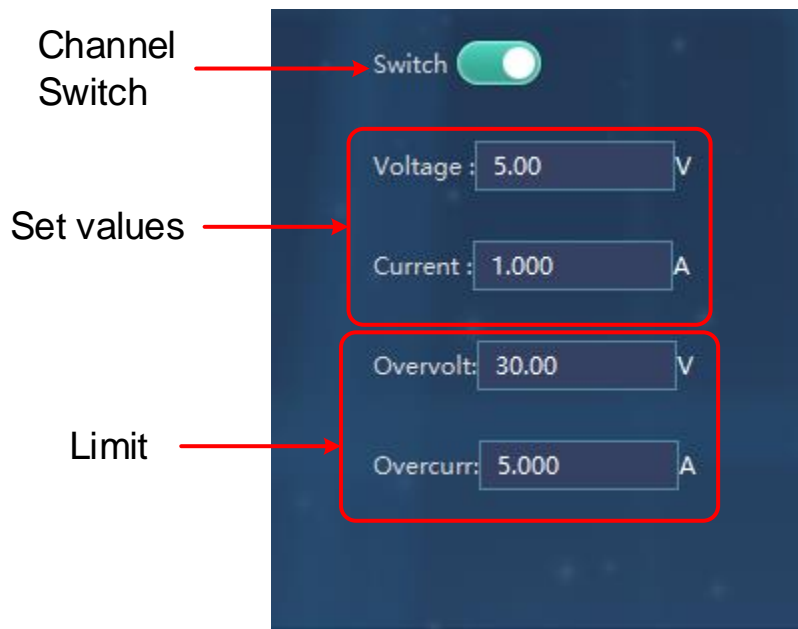 Channel
Switch
Switch
Set values
Voltage : 5.00 V
Current : 1.000 A
Limit
Overvolt: 30.00 V
Overcurr: 5.000 A